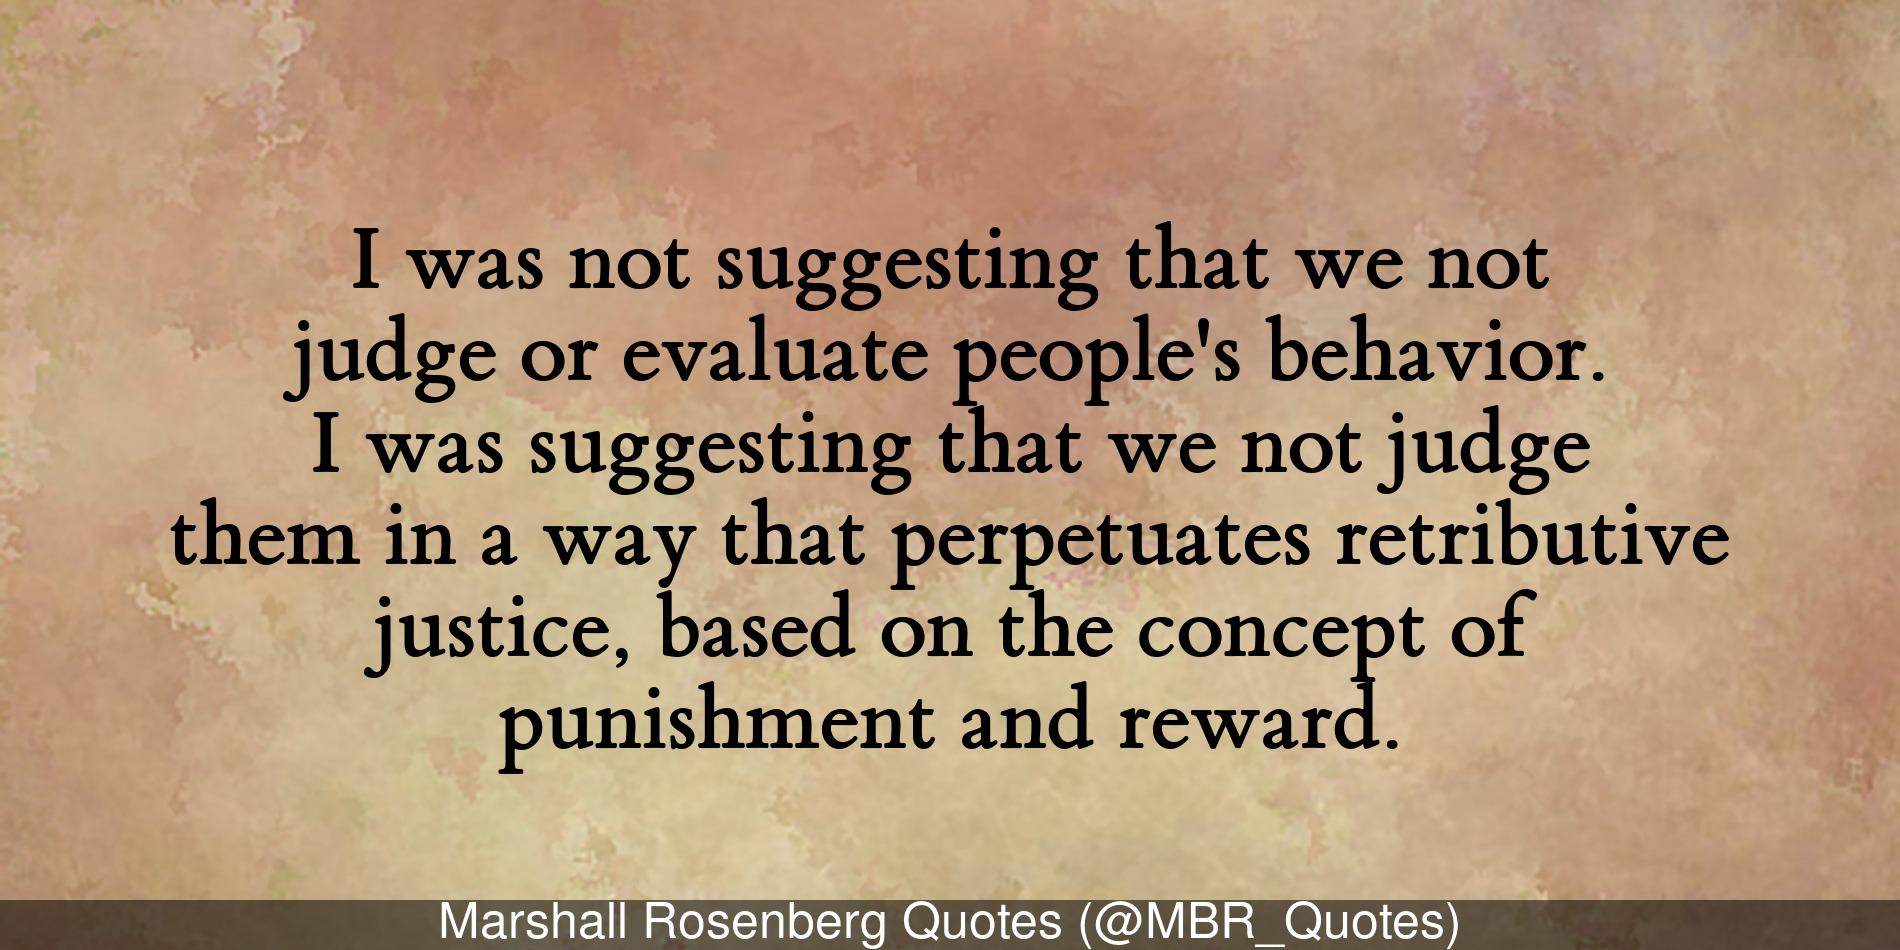 I was not suggesting that we not
judge or evaluate people's behavior.
I was suggesting that we not judge
them in a way that perpetuates retributive
justice, based on the concept of
punishment and reward.
Marshall Rosenberg Quotes (@MBR_Quotes)